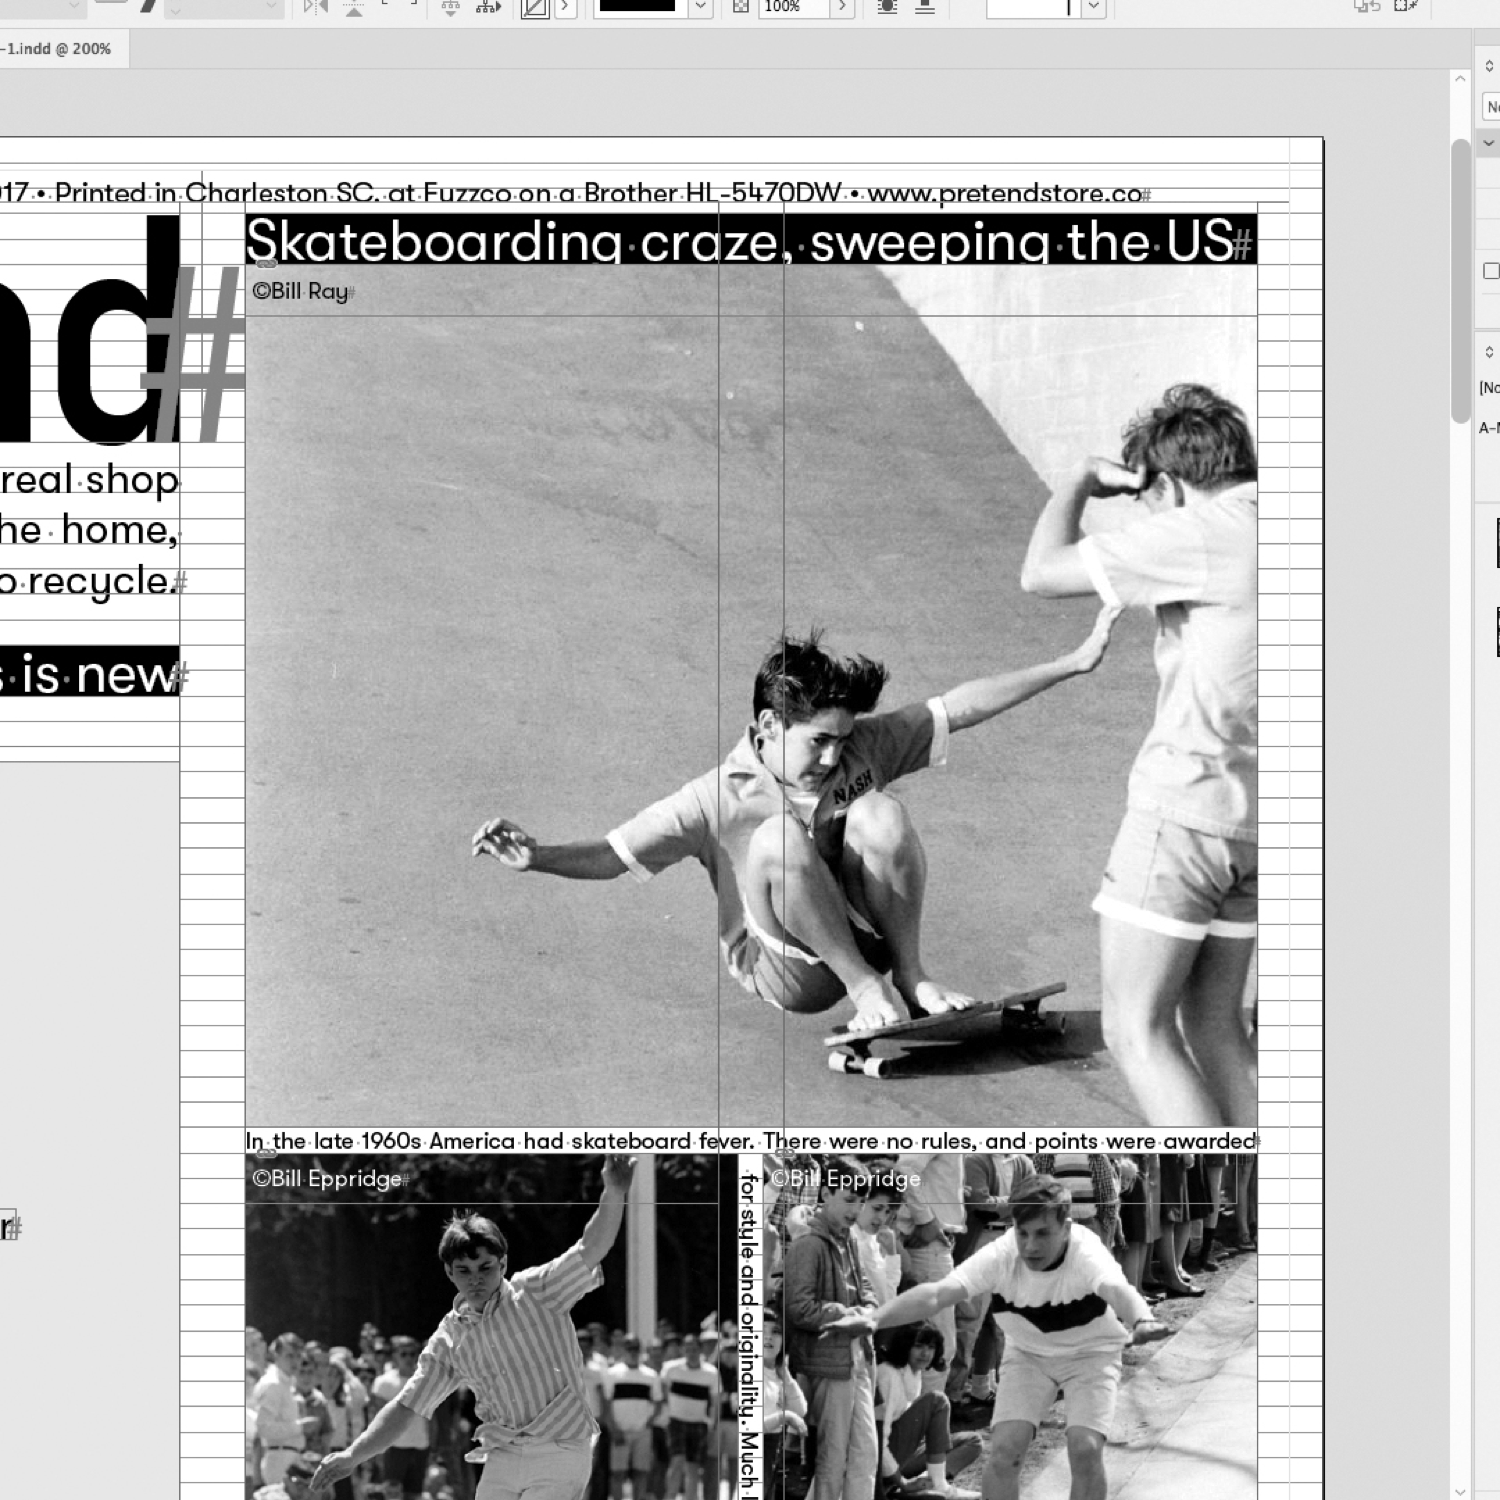 -1.indd @ 200%
100%
017 • Printed in Charleston SC. at Fuzzco on a Brother HL-5470DW • www.pretendstore.co#
Skateboarding craze, sweeping the US#
©Bill Ray#
nd#
real shop
he home,
o recycle.#
s is new#
NASH
In the late 1960s America had skateboard fever. There were no rules, and points were awarded#
©Bill Eppridge#
for style and originality. Much
©Bill Eppridge
r#
[No
A-M